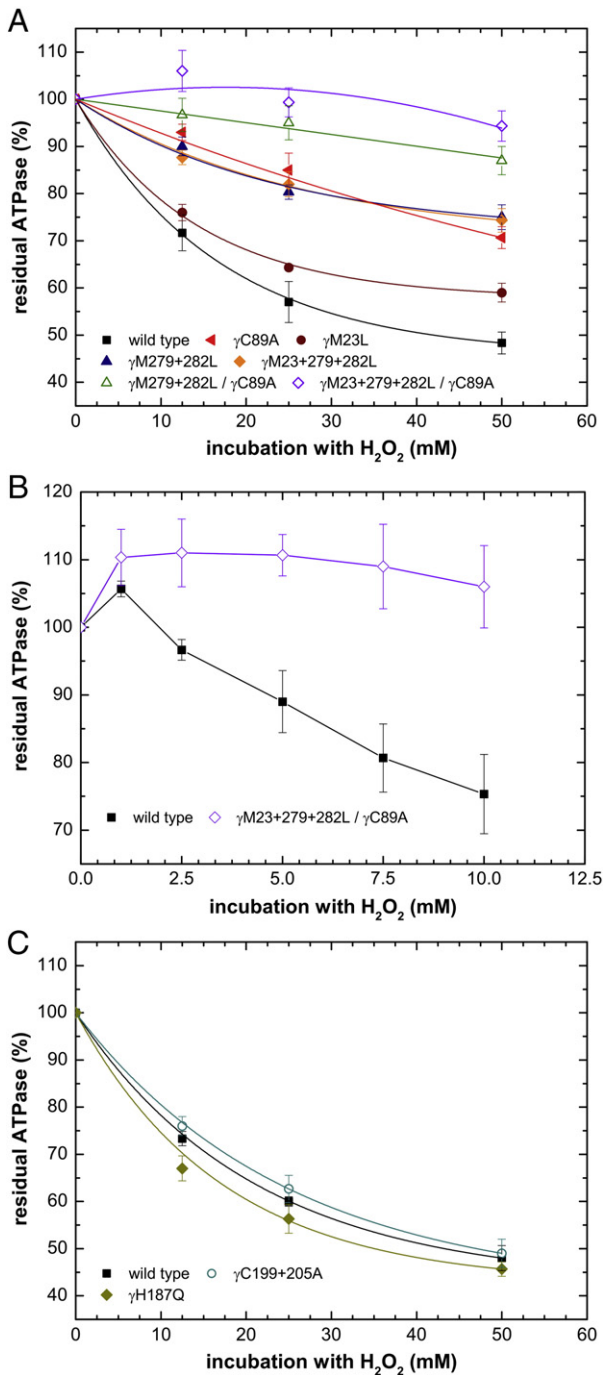 A
residual ATPase (%)
110
100
90
80
70
60
50
40
wild type γC89A γM23L
γM279+282L γM23+279+282L
γM279+282L / γC89A γM23+279+282L / γC89A
0 10 20 30 40 50 60
incubation with H₂O₂ (mM)
B
residual ATPase (%)
120
110
100
90
80
70
wild type γM23+279+282L / γC89A
0.0 2.5 5.0 7.5 10.0 12.5
incubation with H₂O₂ (mM)
C
residual ATPase (%)
110
100
90
80
70
60
50
40
wild type γC199+205A
γH187Q
0 10 20 30 40 50 60
incubation with H₂O₂ (mM)